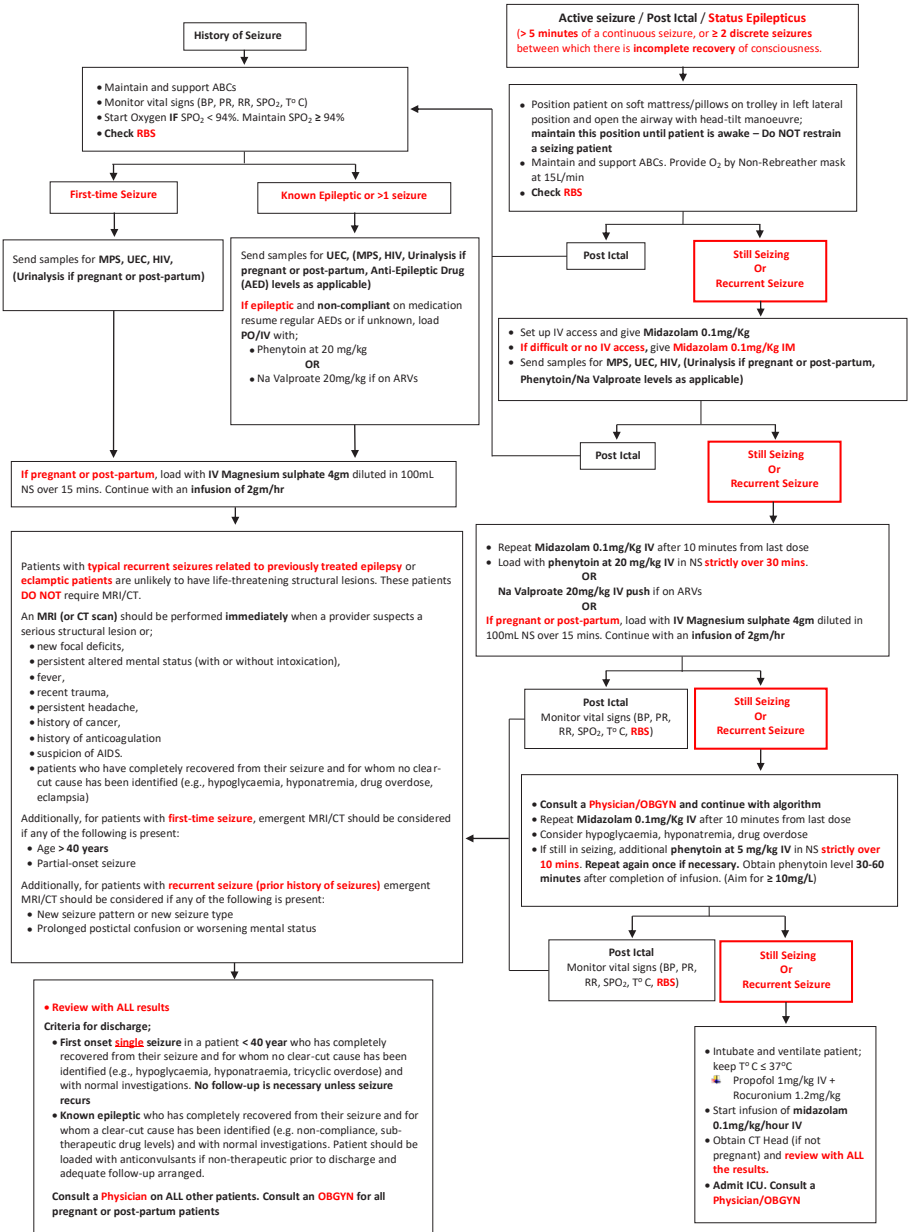 History of Seizure
• Maintain and support ABCs
• Monitor vital signs (BP, PR, RR, SPO₂, Tº C)
• Start Oxygen IF SPO₂ < 94%. Maintain SPO₂ ≥ 94%
• Check RBS
First-time Seizure
Known Epileptic or >1 seizure
Send samples for MPS, UEC, HIV,
(Urinalysis if pregnant or post-partum)
Send samples for UEC, (MPS, HIV, Urinalysis if
pregnant or post-partum, Anti-Epileptic Drug
(AED) levels as applicable)
If epileptic and non-compliant on medication
resume regular AEDs or if unknown, load
PO/IV with;
• Phenytoin at 20 mg/kg
OR
• Na Valproate 20mg/kg if on ARVs
If pregnant or post-partum, load with IV Magnesium sulphate 4gm diluted in 100mL
NS over 15 mins. Continue with an infusion of 2gm/hr
Patients with typical recurrent seizures related to previously treated epilepsy or
eclamptic patients are unlikely to have life-threatening structural lesions. These patients
DO NOT require MRI/CT.
An MRI (or CT scan) should be performed immediately when a provider suspects a
serious structural lesion or;
• new focal deficits,
• persistent altered mental status (with or without intoxication),
• fever,
• recent trauma,
• persistent headache,
• history of cancer,
• history of anticoagulation
• suspicion of AIDS.
• patients who have completely recovered from their seizure and for whom no clear-
cut cause has been identified (e.g., hypoglycaemia, hyponatremia, drug overdose,
eclampsia)
Additionally, for patients with first-time seizure, emergent MRI/CT should be considered
if any of the following is present:
• Age > 40 years
• Partial-onset seizure
Additionally, for patients with recurrent seizure (prior history of seizures) emergent
MRI/CT should be considered if any of the following is present:
• New seizure pattern or new seizure type
• Prolonged postictal confusion or worsening mental status
• Review with ALL results
Criteria for discharge;
• First onset single seizure in a patient < 40 year who has completely
recovered from their seizure and for whom no clear-cut cause has been
identified (e.g., hypoglycaemia, hyponatraemia, tricyclic overdose) and
with normal investigations. No follow-up is necessary unless seizure
recurs
• Known epileptic who has completely recovered from their seizure and for
whom a clear-cut cause has been identified (e.g. non-compliance, sub-
therapeutic drug levels) and with normal investigations. Patient should be
loaded with anticonvulsants if non-therapeutic prior to discharge and
adequate follow-up arranged.
Consult a Physician on ALL other patients. Consult an OBGYN for all
pregnant or post-partum patients
Active seizure / Post Ictal / Status Epilepticus
(> 5 minutes of a continuous seizure, or ≥ 2 discrete seizures
between which there is incomplete recovery of consciousness.
• Position patient on soft mattress/pillows on trolley in left lateral
position and open the airway with head-tilt manoeuvre;
maintain this position until patient is awake – Do NOT restrain
a seizing patient
• Maintain and support ABCs. Provide O₂ by Non-Rebreather mask
at 15L/min
• Check RBS
Post Ictal
Still Seizing
Or
Recurrent Seizure
• Set up IV access and give Midazolam 0.1mg/Kg
• If difficult or no IV access, give Midazolam 0.1mg/Kg IM
• Send samples for MPS, UEC, HIV, (Urinalysis if pregnant or post-partum,
Phenytoin/Na Valproate levels as applicable)
Post Ictal
Still Seizing
Or
Recurrent Seizure
• Repeat Midazolam 0.1mg/Kg IV after 10 minutes from last dose
• Load with phenytoin at 20 mg/kg IV in NS strictly over 30 mins.
OR
Na Valproate 20mg/kg IV push if on ARVs
OR
If pregnant or post-partum, load with IV Magnesium sulphate 4gm diluted in
100mL NS over 15 mins. Continue with an infusion of 2gm/hr
Post Ictal
Monitor vital signs (BP, PR,
RR, SPO₂, Tº C, RBS)
Still Seizing
Or
Recurrent Seizure
• Consult a Physician/OBGYN and continue with algorithm
• Repeat Midazolam 0.1mg/Kg IV after 10 minutes from last dose
• Consider hypoglycaemia, hyponatremia, drug overdose
• If still in seizing, additional phenytoin at 5 mg/kg IV in NS strictly over
10 mins. Repeat again once if necessary. Obtain phenytoin level 30-60
minutes after completion of infusion. (Aim for ≥ 10mg/L)
Post Ictal
Monitor vital signs (BP, PR,
RR, SPO₂, Tº C, RBS)
Still Seizing
Or
Recurrent Seizure
• Intubate and ventilate patient;
keep Tº C ≤ 37ºC
Propofol 1mg/kg IV +
Rocuronium 1.2mg/kg
• Start infusion of midazolam
0.1mg/kg/hour IV
• Obtain CT Head (if not
pregnant) and review with ALL
the results.
• Admit ICU. Consult a
Physician/OBGYN